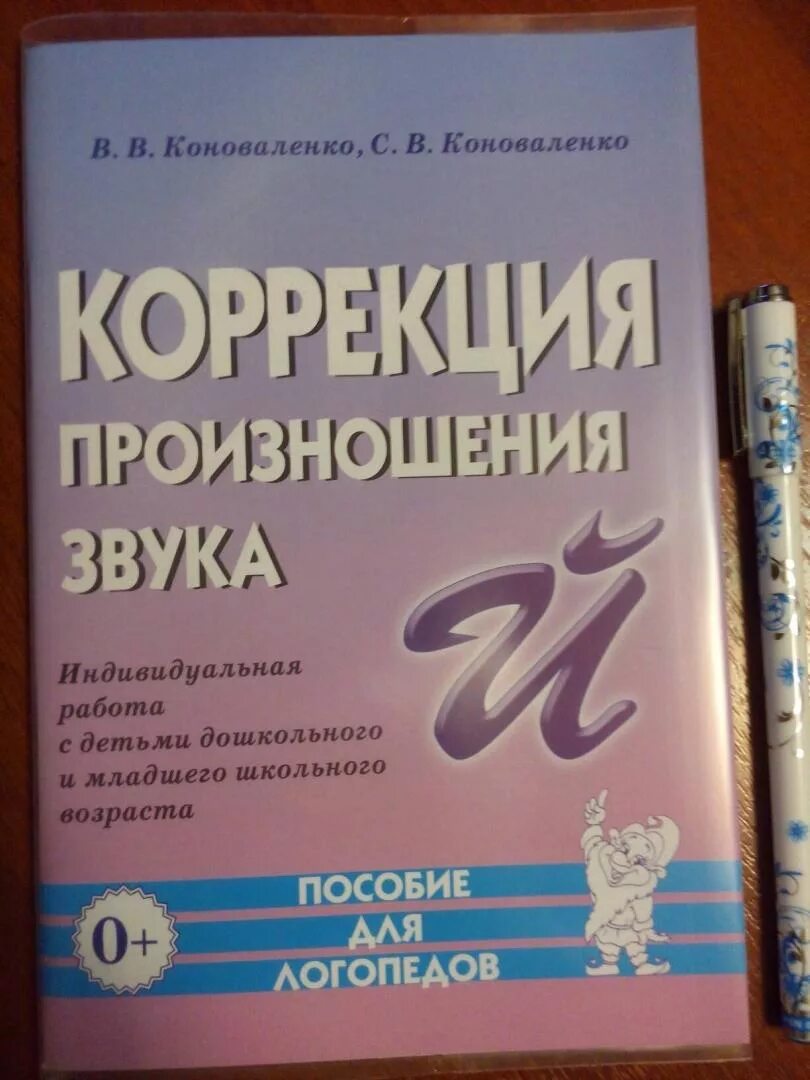 В. В. Коноваленко, С. В. Коноваленко
КОРРЕКЦИЯ
ПРОИЗНОШЕНИЯ
ЗВУКА
Й
Индивидуальная
работа
с детьми дошкольного
и младшего школьного
возраста
0+
ПОСОБИЕ
ДЛЯ
ЛОГОПЕДОВ